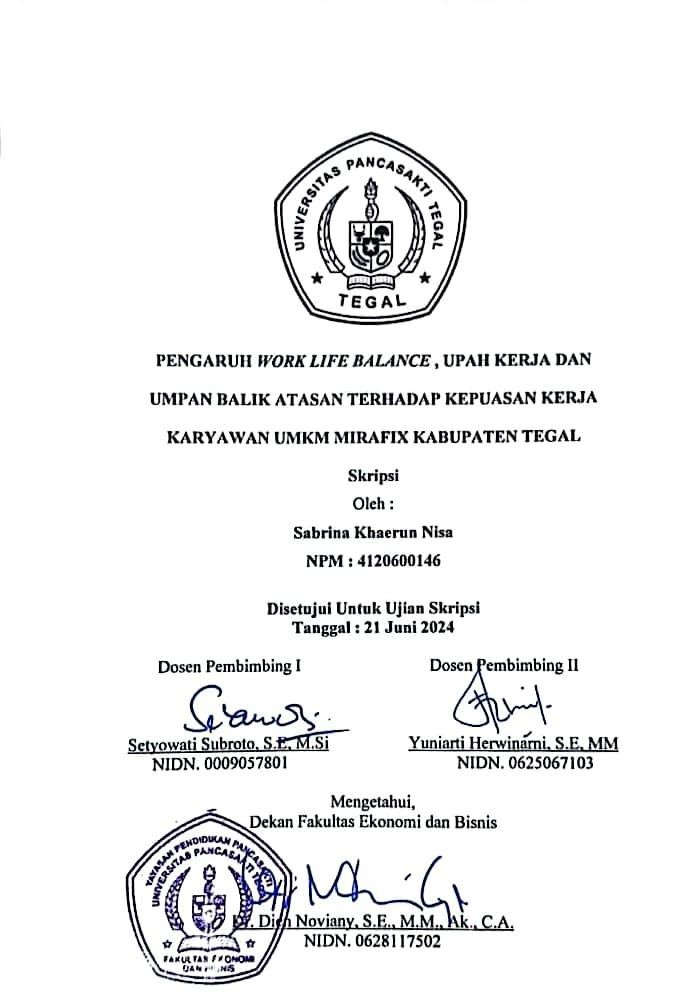 UNIVERSITAS PANCASAKTI TEGAL
TEGAL
PENGARUH WORK LIFE BALANCE , UPAH KERJA DAN
UMPAN BALIK ATASAN TERHADAP KEPUASAN KERJA
KARYAWAN UMKM MIRAFIX KABUPATEN TEGAL
Skripsi
Oleh :
Sabrina Khaerun Nisa
NPM : 4120600146
Disetujui Untuk Ujian Skripsi
Tanggal : 21 Juni 2024
Dosen Pembimbing I
Dosen Pembimbing II
Setyowati Subroto, S.E, M.Si
Yuniarti Herwinarni, S.E, MM
NIDN. 0009057801
NIDN. 0625067103
Mengetahui,
Dekan Fakultas Ekonomi dan Bisnis
YAYASAN PENDIDIKAN PANCASAKTI
UNIVERSITAS PANCASAKTI TEGAL
FAKULTAS EKONOMI
DAN BISNIS
Noviany, S.E., M.M., Ak., C.A.
NIDN. 0628117502